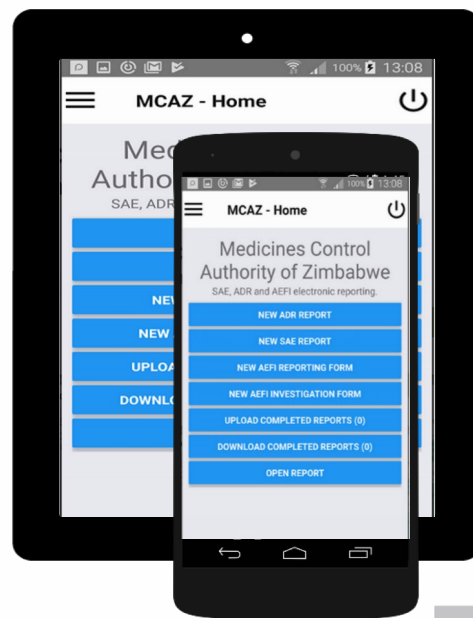 100% 13:08
MCAZ - Home
Med
Autho
SAE, ADR
NEW
UPLOA
DOWNL
100% 13:08
MCAZ - Home
Medicines Control
Authority of Zimbabwe
SAE, ADR and AEFI electronic reporting.
NEW ADR REPORT
NEW SAE REPORT
NEW AEFI REPORTING FORM
NEW AEFI INVESTIGATION FORM
UPLOAD COMPLETED REPORTS (0)
DOWNLOAD COMPLETED REPORTS (0)
OPEN REPORT